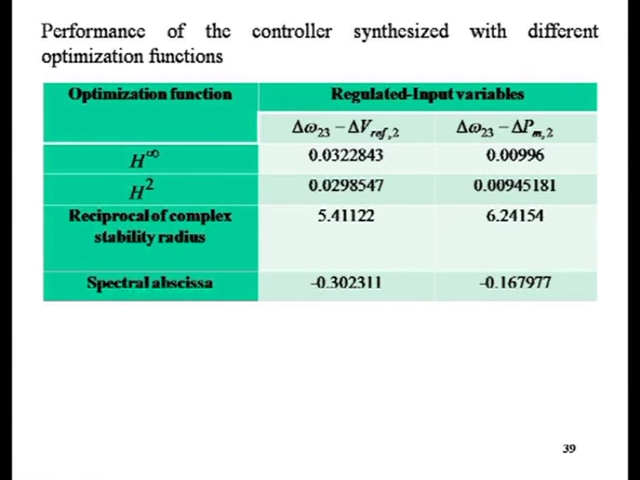 Performance of the controller synthesized with different
optimization functions
Optimization function
Regulated-Input variables
Δω₂₃ − ΔV_ref,2
Δω₂₃ − ΔP_m,2
H^∞
0.0322843
0.00996
H²
0.0298547
0.00945181
Reciprocal of complex
stability radius
5.41122
6.24154
Spectral abscissa
-0.302311
-0.167977
39